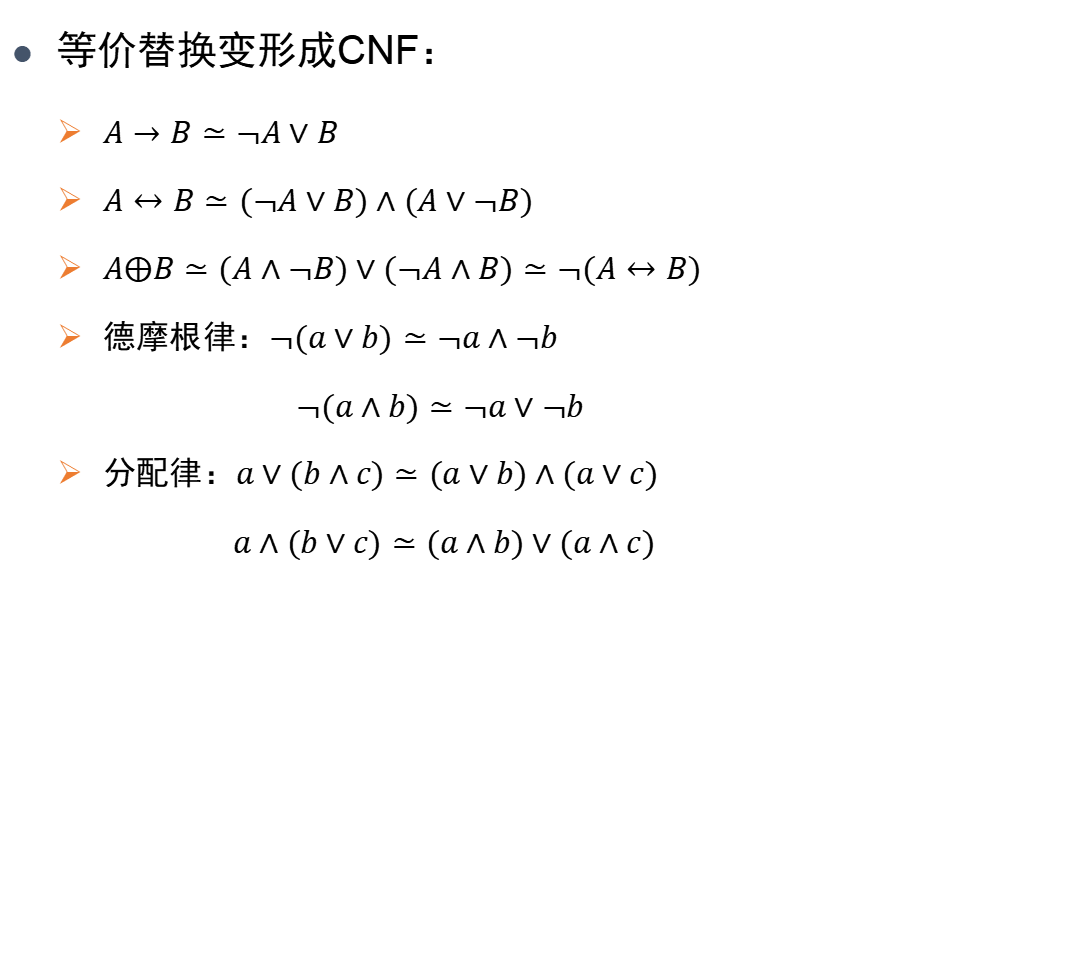 等价替换变形成CNF：
A → B ≃ ¬A ∨ B
A ↔ B ≃ (¬A ∨ B) ∧ (A ∨ ¬B)
A⊕B ≃ (A ∧ ¬B) ∨ (¬A ∧ B) ≃ ¬(A ↔ B)
德摩根律：¬(a ∨ b) ≃ ¬a ∧ ¬b
¬(a ∧ b) ≃ ¬a ∨ ¬b
分配律：a ∨ (b ∧ c) ≃ (a ∨ b) ∧ (a ∨ c)
a ∧ (b ∨ c) ≃ (a ∧ b) ∨ (a ∧ c)